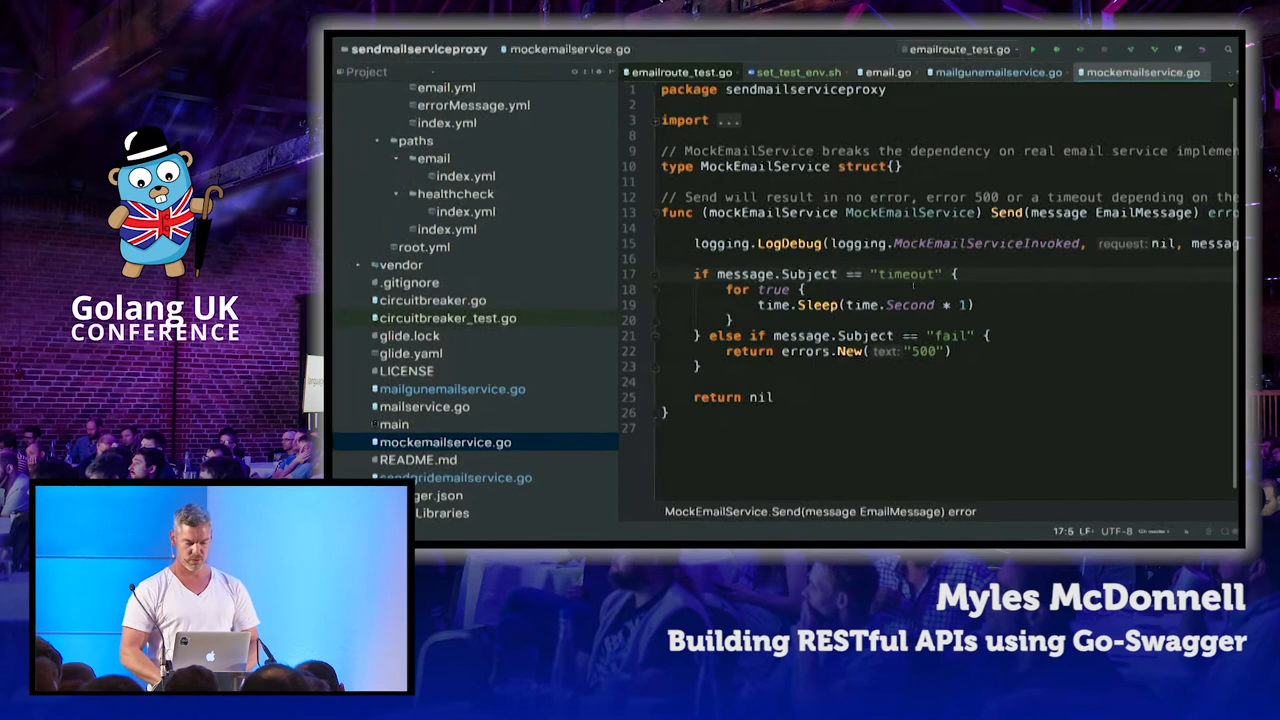 sendmailserviceproxy mockemailservice.go emailroute_test.go
Project
emailroute_test.go set_test_env.sh email.go mailgunemailservice.go mockemailservice.go
email.yml
errorMessage.yml
index.yml
paths
email
index.yml
healthcheck
index.yml
index.yml
root.yml
vendor
.gitignore
circuitbreaker.go
circuitbreaker_test.go
glide.lock
glide.yaml
LICENSE
mailgunemailservice.go
mailservice.go
main
mockemailservice.go
README.md
sendgridemailservice.go
ger.json
Libraries
1 package sendmailserviceproxy
2
3 import ...
8
9 // MockEmailService breaks the dependency on real email service implemen
10 type MockEmailService struct{}
11
12 // Send will result in no error, error 500 or a timeout depending on the
13 func (mockEmailService MockEmailService) Send(message EmailMessage) erro
14
15 logging.LogDebug(logging.MockEmailServiceInvoked, request: nil, messag
16
17 if message.Subject == "timeout" {
18 for true {
19 time.Sleep(time.Second * 1)
20 }
21 } else if message.Subject == "fail" {
22 return errors.New( text: "500")
23 }
24
25 return nil
26 }
27
MockEmailService.Send(message EmailMessage) error
17:5 LF UTF-8 Git: master
Golang UK
CONFERENCE
Myles McDonnell
Building RESTful APIs using Go-Swagger